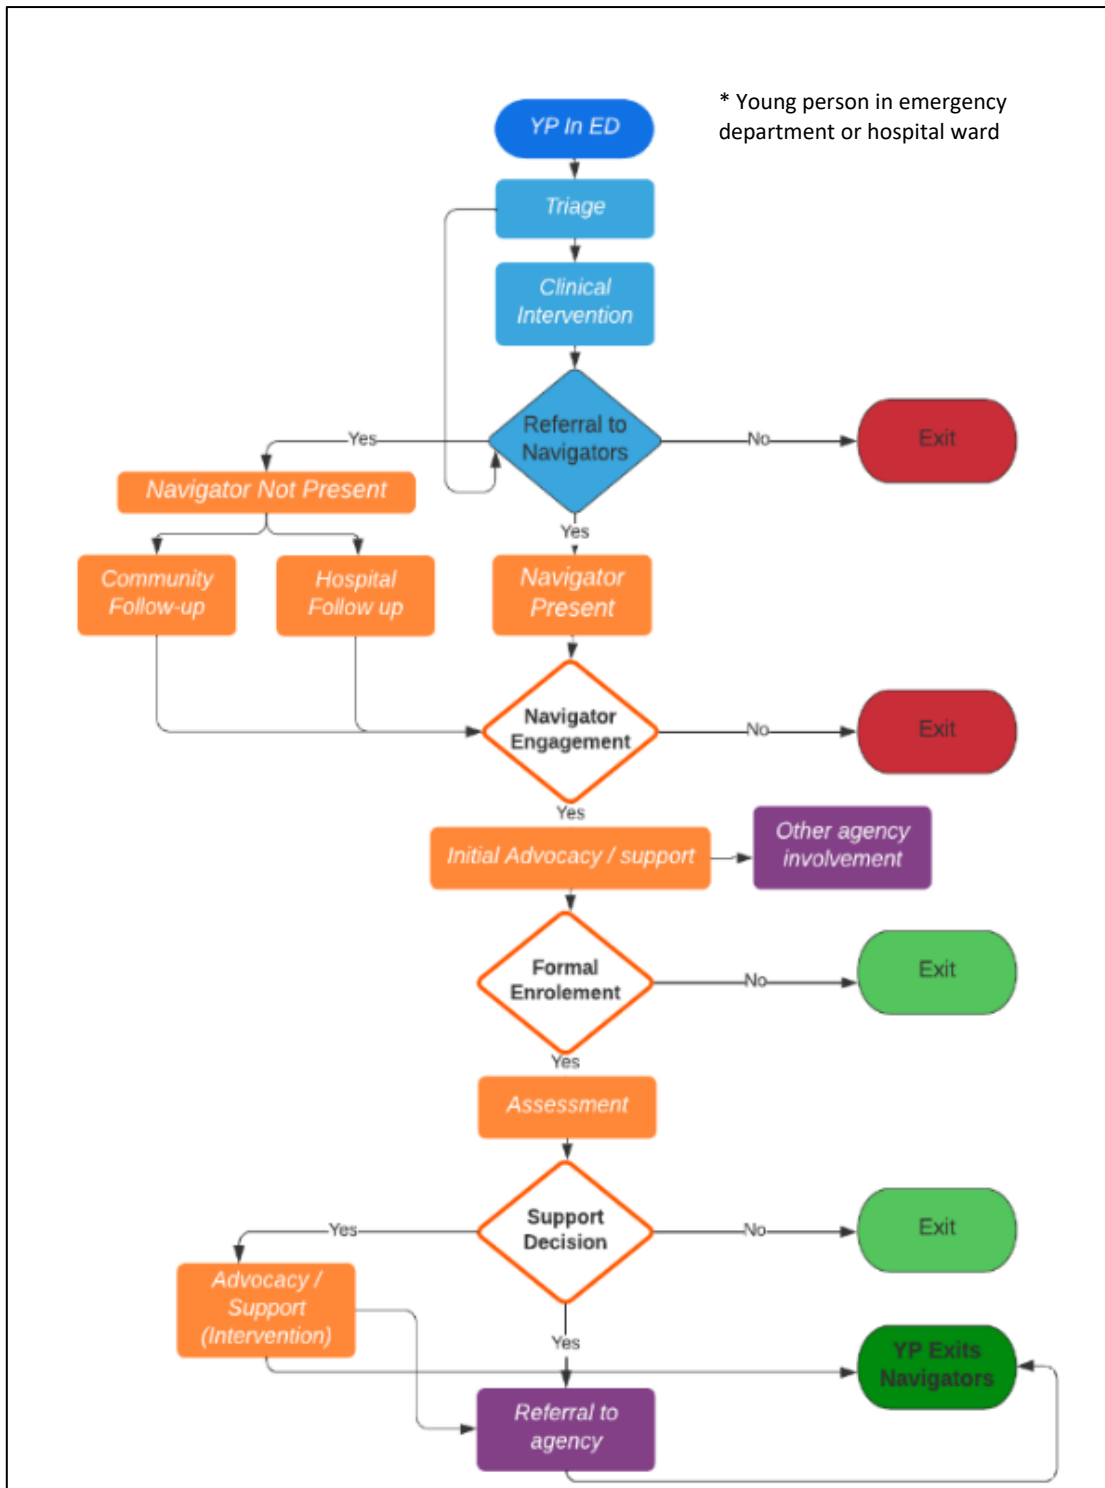 * Young person in emergency
department or hospital ward
YP In ED
Triage
Clinical
Intervention
Referral to
Navigators
Yes
No
Exit
Navigator Not Present
Yes
Community
Follow-up
Hospital
Follow up
Navigator
Present
Navigator
Engagement
No
Exit
Yes
Initial Advocacy / support
Other agency
involvement
Formal
Enrolement
No
Exit
Yes
Assessment
Support
Decision
Yes
No
Exit
Advocacy /
Support
(Intervention)
Yes
YP Exits
Navigators
Referral to
agency